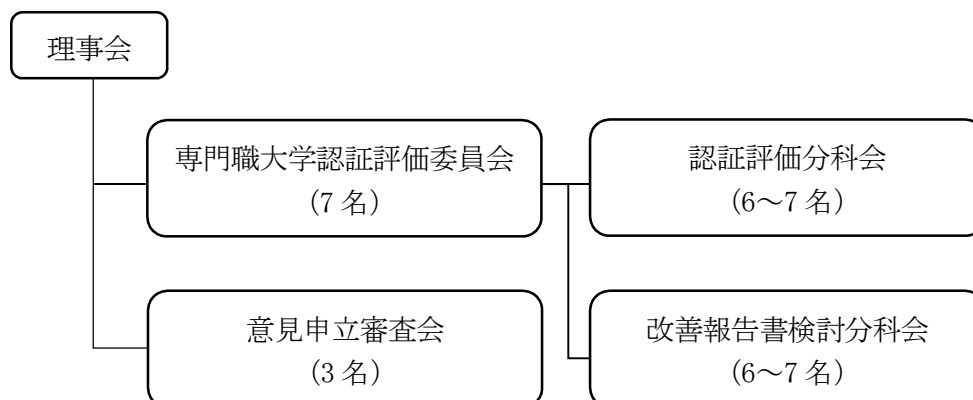 理事会
専門職大学認証評価委員会
(7 名)
認証評価分科会
(6～7 名)
意見申立審査会
(3 名)
改善報告書検討分科会
(6～7 名)